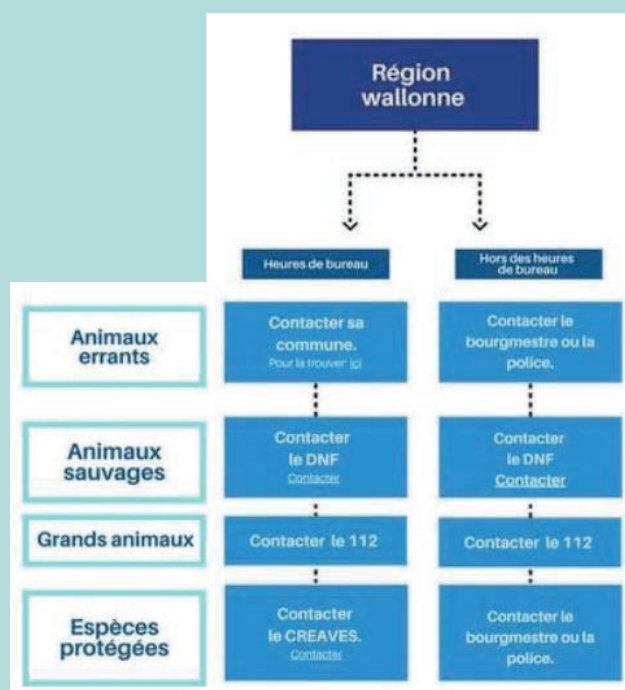 Région
wallonne
Heures de bureau
Hors des heures
de bureau
Animaux
errants
Contacter sa
commune.
Pour la trouver: ici
Contacter le
bourgmestre ou la
police.
Animaux
sauvages
Contacter
le DNF
Contacter
Contacter
le DNF
Contacter
Grands animaux
Contacter le 112
Contacter le 112
Espèces
protégées
Contacter
le CREAVES.
Contacter
Contacter le
bourgmestre ou la
police.